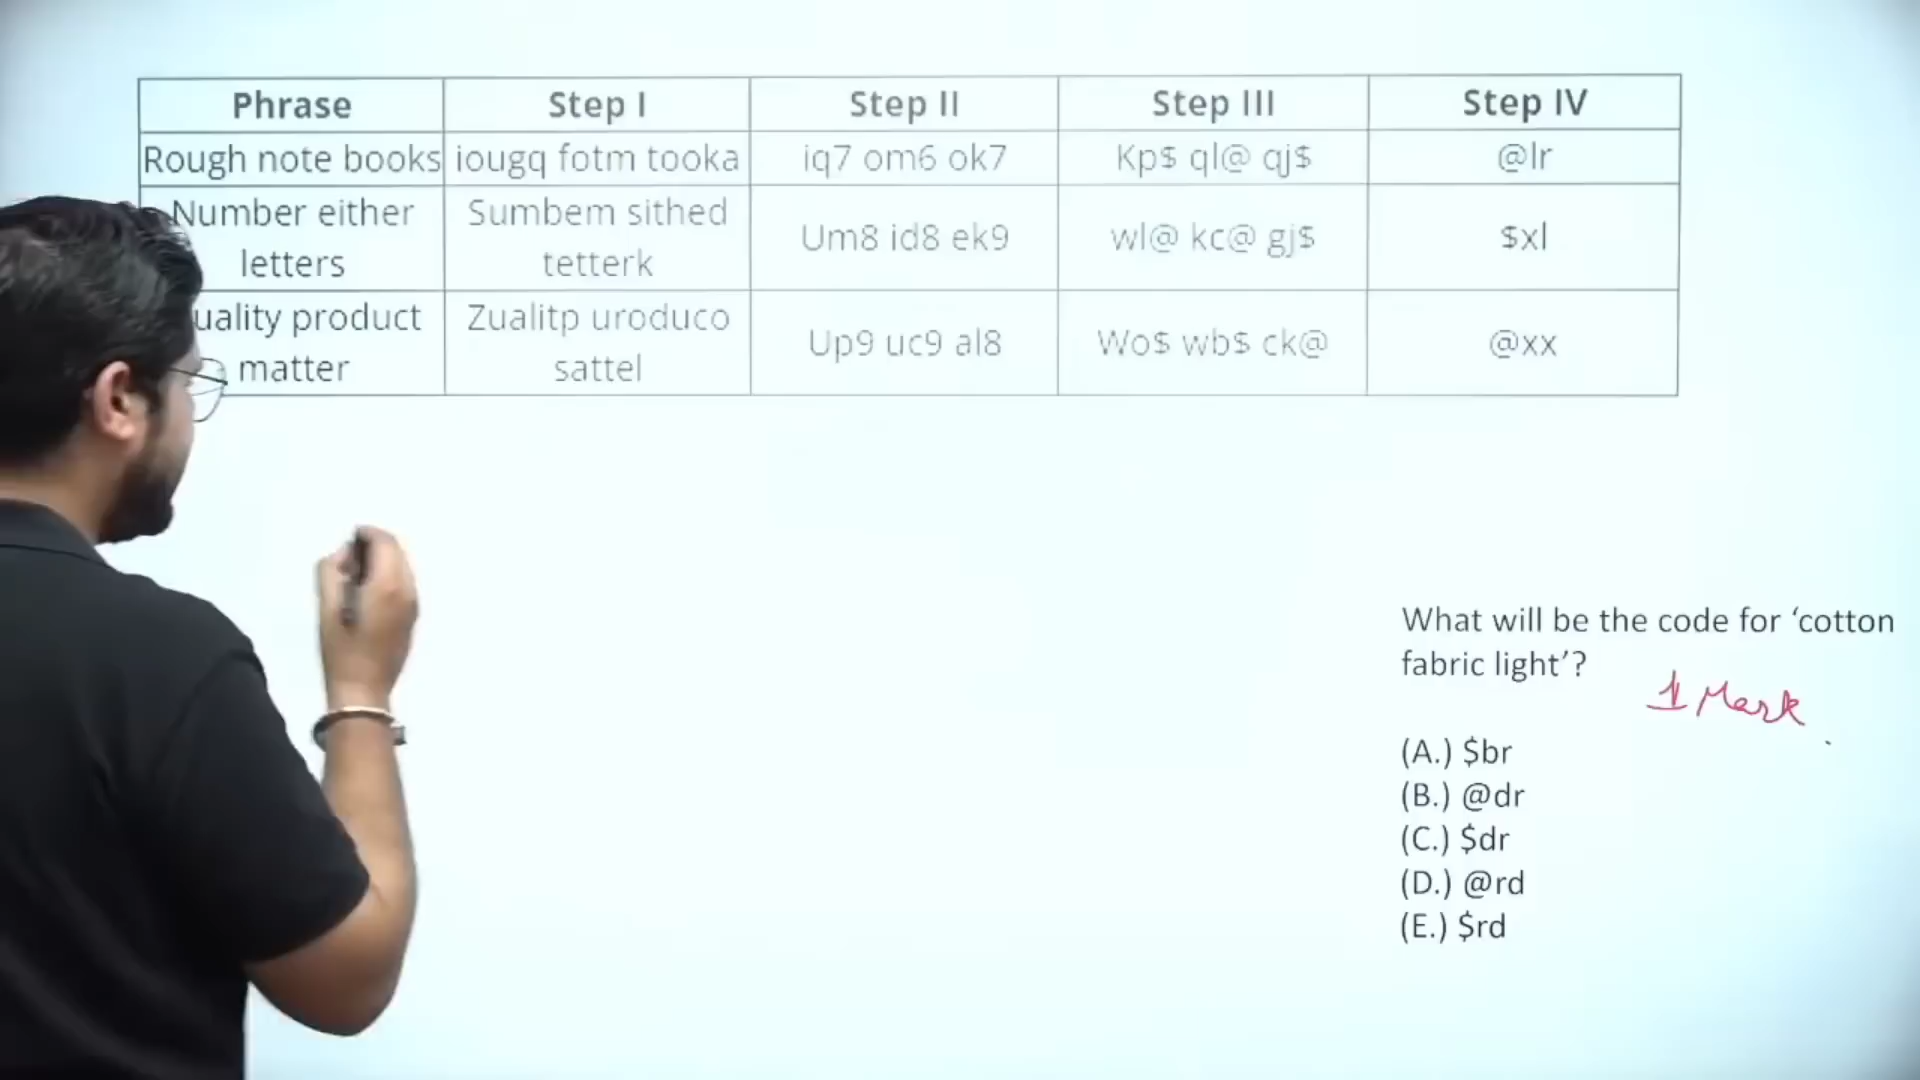 Phrase Step I Step II Step III Step IV
Rough note books iougq fotm tooka iq7 om6 ok7 Kp$ ql@ qj$ @lr
Number either
letters
Sumbem sithed
tetterk
Um8 id8 ek9 wl@ kc@ gj$ $xl
uality product
matter
Zualitp uroduco
sattel
Up9 uc9 al8 Wo$ wb$ ck@ @xx
What will be the code for ‘cotton
fabric light’?
1 Mark
(A.) $br
(B.) @dr
(C.) $dr
(D.) @rd
(E.) $rd